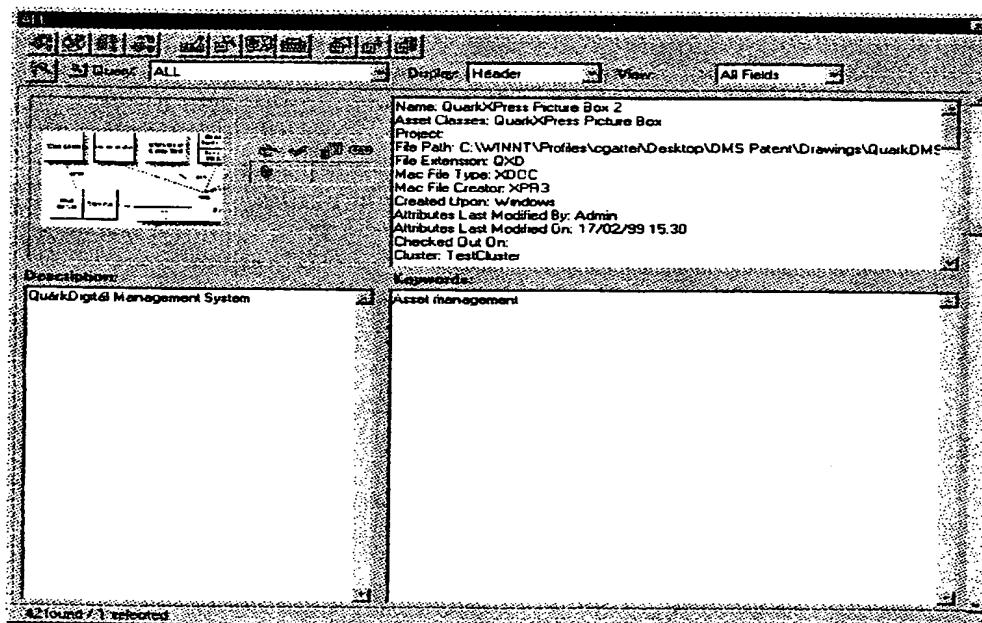 ALL
Query: ALL Display: Header View: All Fields
Name: QuarkXPress Picture Box 2
Asset Classes: QuarkXPress Picture Box
Project:
File Path: C:\WINNT\Profiles\cgattel\Desktop\DMS Patent\Drawings\QuarkDMS
File Extension: QXD
Mac File Type: XDOC
Mac File Creator: XPR3
Created Upon: Windows
Attributes Last Modified By: Admin
Attributes Last Modified On: 17/02/99 15.30
Checked Out On:
Cluster: TestCluster
Description:
QuarkDigital Management System
Keywords:
Asset management
42 found / 1 selected